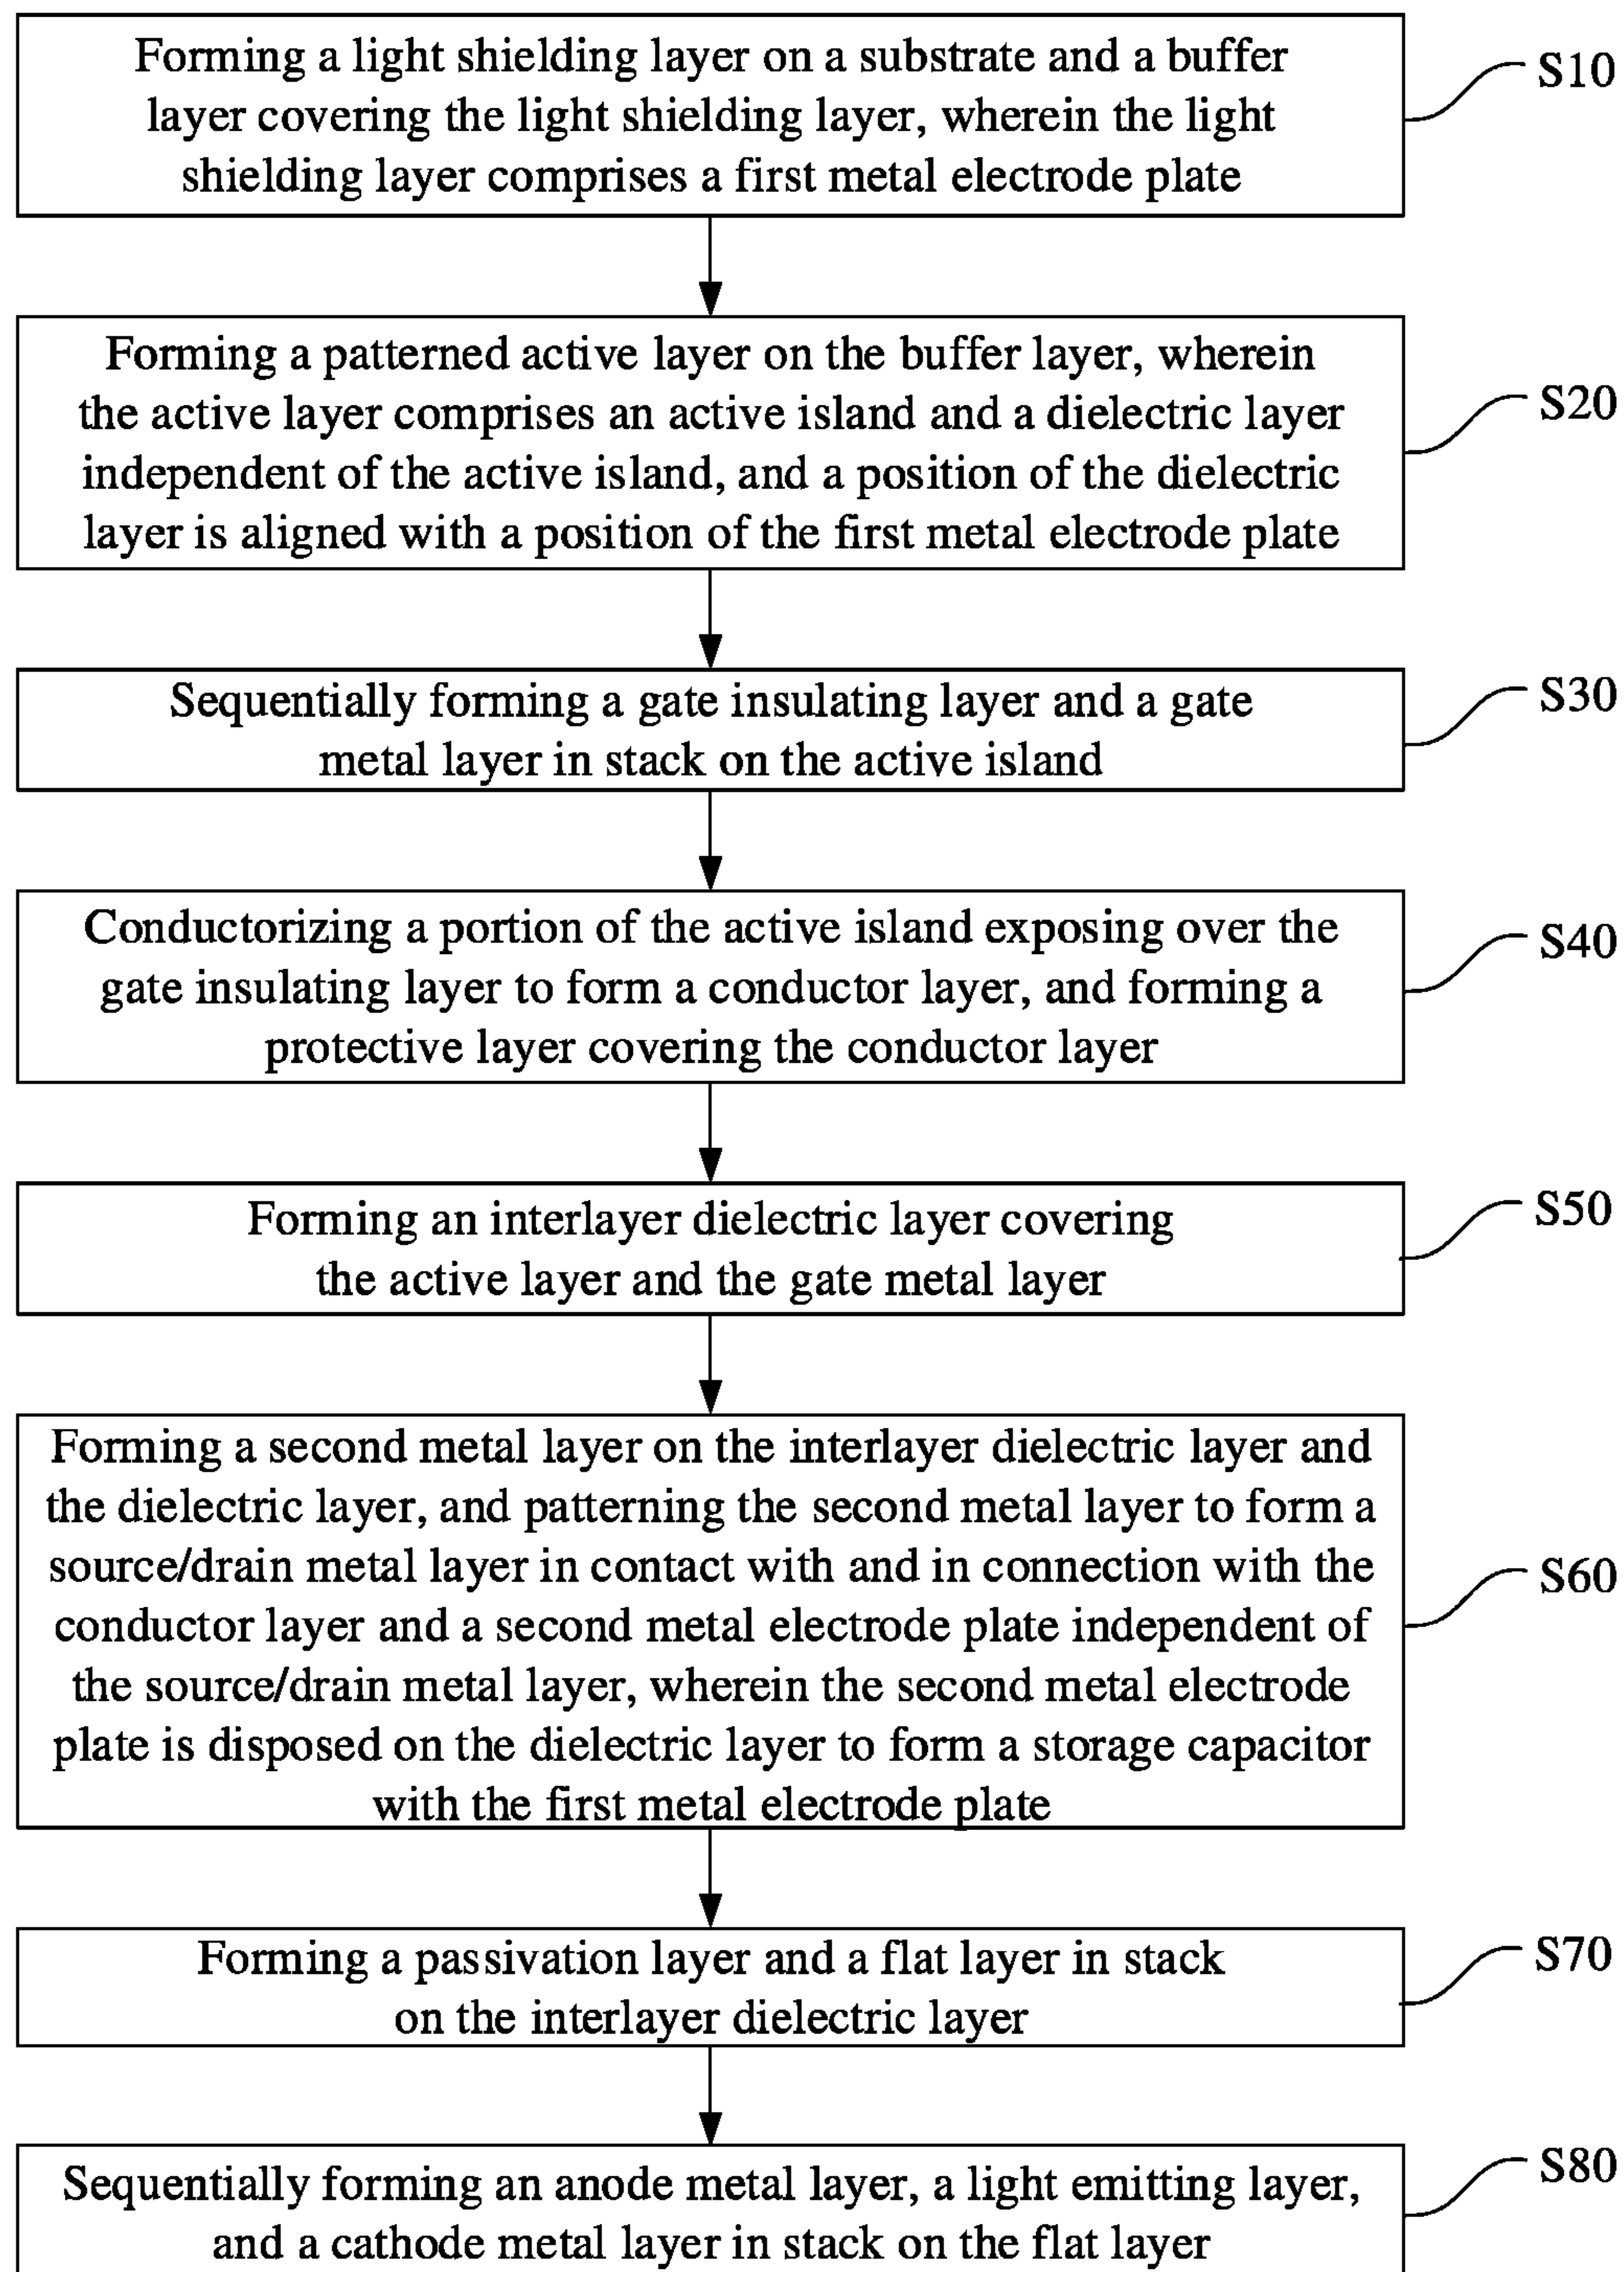 Forming a light shielding layer on a substrate and a buffer
layer covering the light shielding layer, wherein the light
shielding layer comprises a first metal electrode plate
S10
Forming a patterned active layer on the buffer layer, wherein
the active layer comprises an active island and a dielectric layer
independent of the active island, and a position of the dielectric
layer is aligned with a position of the first metal electrode plate
S20
Sequentially forming a gate insulating layer and a gate
metal layer in stack on the active island
S30
Conductorizing a portion of the active island exposing over the
gate insulating layer to form a conductor layer, and forming a
protective layer covering the conductor layer
S40
Forming an interlayer dielectric layer covering
the active layer and the gate metal layer
S50
Forming a second metal layer on the interlayer dielectric layer and
the dielectric layer, and patterning the second metal layer to form a
source/drain metal layer in contact with and in connection with the
conductor layer and a second metal electrode plate independent of
the source/drain metal layer, wherein the second metal electrode
plate is disposed on the dielectric layer to form a storage capacitor
with the first metal electrode plate
S60
Forming a passivation layer and a flat layer in stack
on the interlayer dielectric layer
S70
Sequentially forming an anode metal layer, a light emitting layer,
and a cathode metal layer in stack on the flat layer
S80